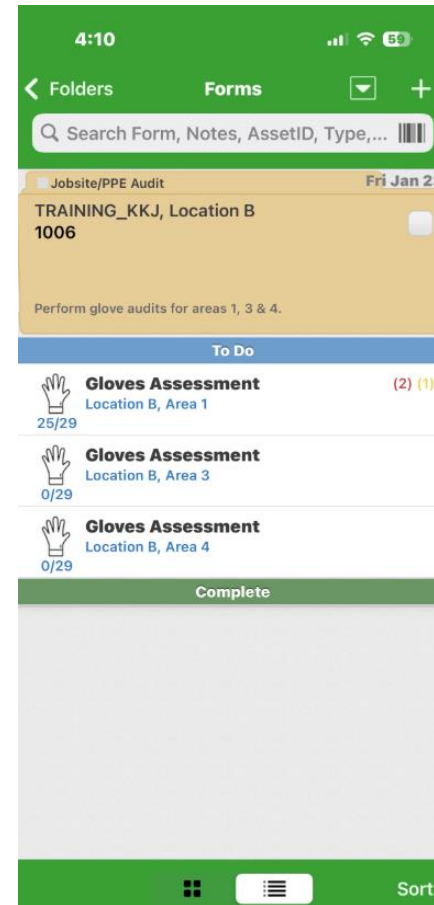 4:10
59
Folders
Forms
Search Form, Notes, AssetID, Type,...
Jobsite/PPE Audit
Fri Jan 2
TRAINING_KKJ, Location B
1006
Perform glove audits for areas 1, 3 & 4.
To Do
Gloves Assessment
(2) (1)
Location B, Area 1
25/29
Gloves Assessment
Location B, Area 3
0/29
Gloves Assessment
Location B, Area 4
0/29
Complete
Sort